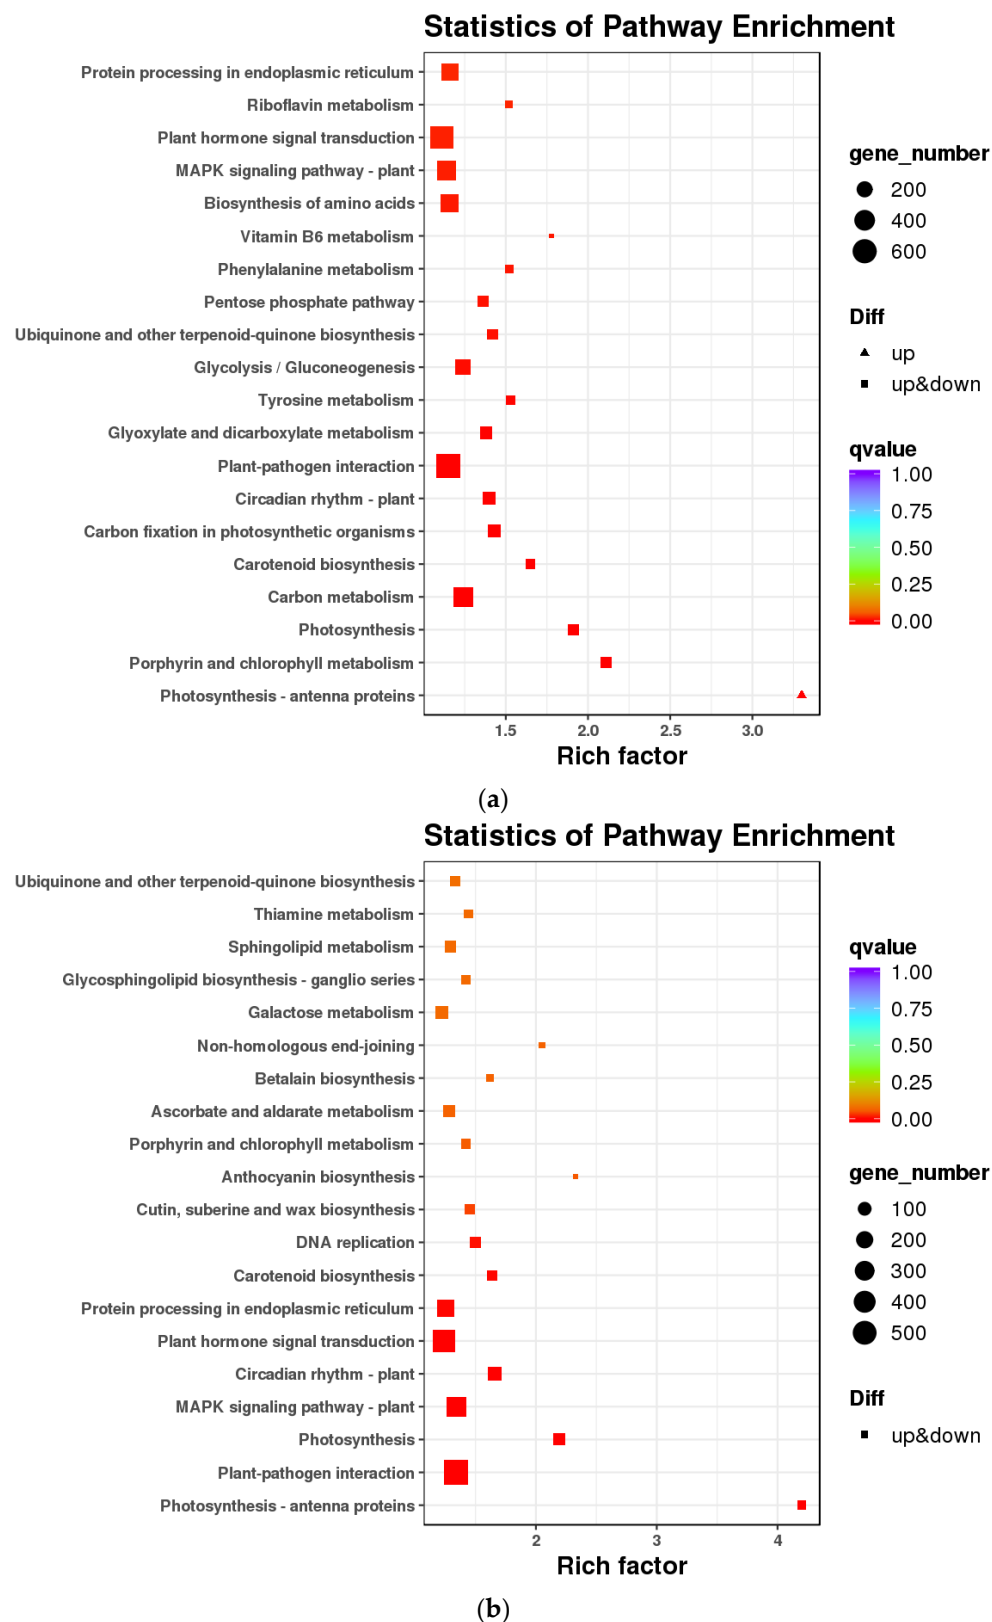 Statistics of Pathway Enrichment
Protein processing in endoplasmic reticulum
Riboflavin metabolism
Plant hormone signal transduction
MAPK signaling pathway - plant
Biosynthesis of amino acids
Vitamin B6 metabolism
Phenylalanine metabolism
Pentose phosphate pathway
Ubiquinone and other terpenoid-quinone biosynthesis
Glycolysis / Gluconeogenesis
Tyrosine metabolism
Glyoxylate and dicarboxylate metabolism
Plant-pathogen interaction
Circadian rhythm - plant
Carbon fixation in photosynthetic organisms
Carotenoid biosynthesis
Carbon metabolism
Photosynthesis
Porphyrin and chlorophyll metabolism
Photosynthesis - antenna proteins
1.5 2.0 2.5 3.0
Rich factor
gene_number
200
400
600
Diff
up
up&down
qvalue
1.00
0.75
0.50
0.25
0.00
(a)
Statistics of Pathway Enrichment
Ubiquinone and other terpenoid-quinone biosynthesis
Thiamine metabolism
Sphingolipid metabolism
Glycosphingolipid biosynthesis - ganglio series
Galactose metabolism
Non-homologous end-joining
Betalain biosynthesis
Ascorbate and aldarate metabolism
Porphyrin and chlorophyll metabolism
Anthocyanin biosynthesis
Cutin, suberine and wax biosynthesis
DNA replication
Carotenoid biosynthesis
Protein processing in endoplasmic reticulum
Plant hormone signal transduction
Circadian rhythm - plant
MAPK signaling pathway - plant
Photosynthesis
Plant-pathogen interaction
Photosynthesis - antenna proteins
2 3 4
Rich factor
qvalue
1.00
0.75
0.50
0.25
0.00
gene_number
100
200
300
400
500
Diff
up&down
(b)